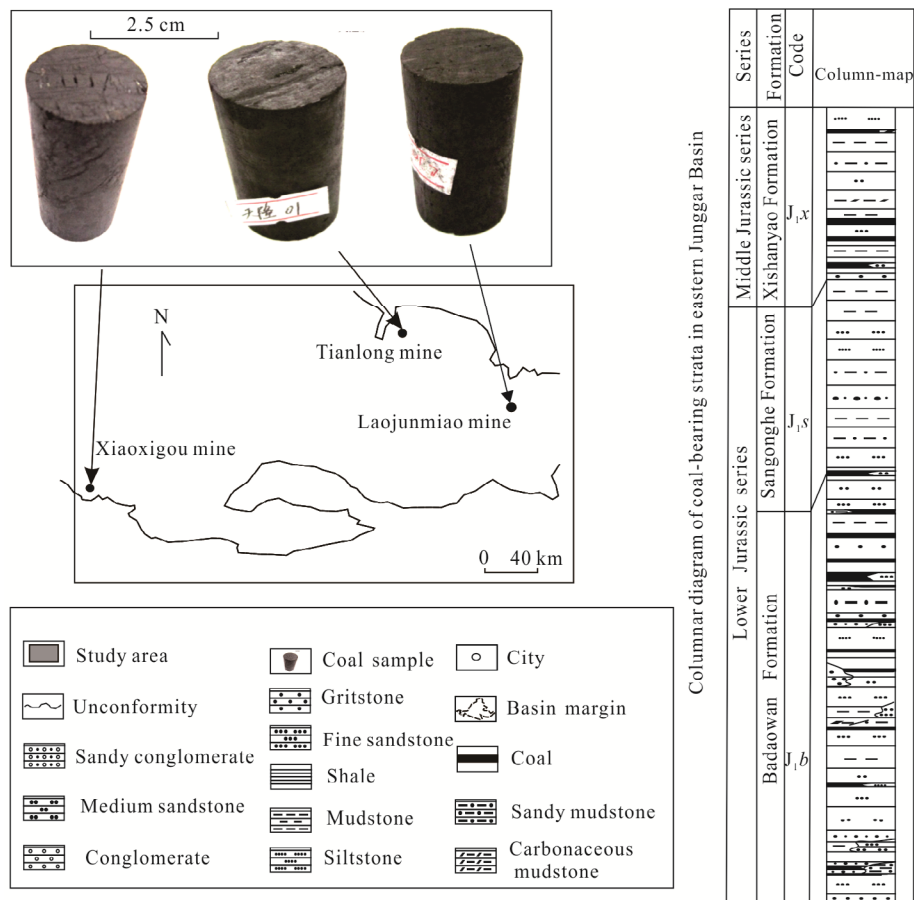 2.5 cm
01
N
Tianlong mine
Laojunmiao mine
Xiaoxigou mine
0 40 km
Study area
Unconformity
Sandy conglomerate
Medium sandstone
Conglomerate
Coal sample
Gritstone
Fine sandstone
Shale
Mudstone
Siltstone
City
Basin margin
Coal
Sandy mudstone
Carbonaceous
mudstone
Columnar diagram of coal-bearing strata in eastern Junggar Basin
Series
Formation
Code
Column-map
Middle Jurassic series
Xishanyao Formation
J₁x
Lower Jurassic series
Sangonghe Formation
J₁s
Badaowan Formation
J₁b